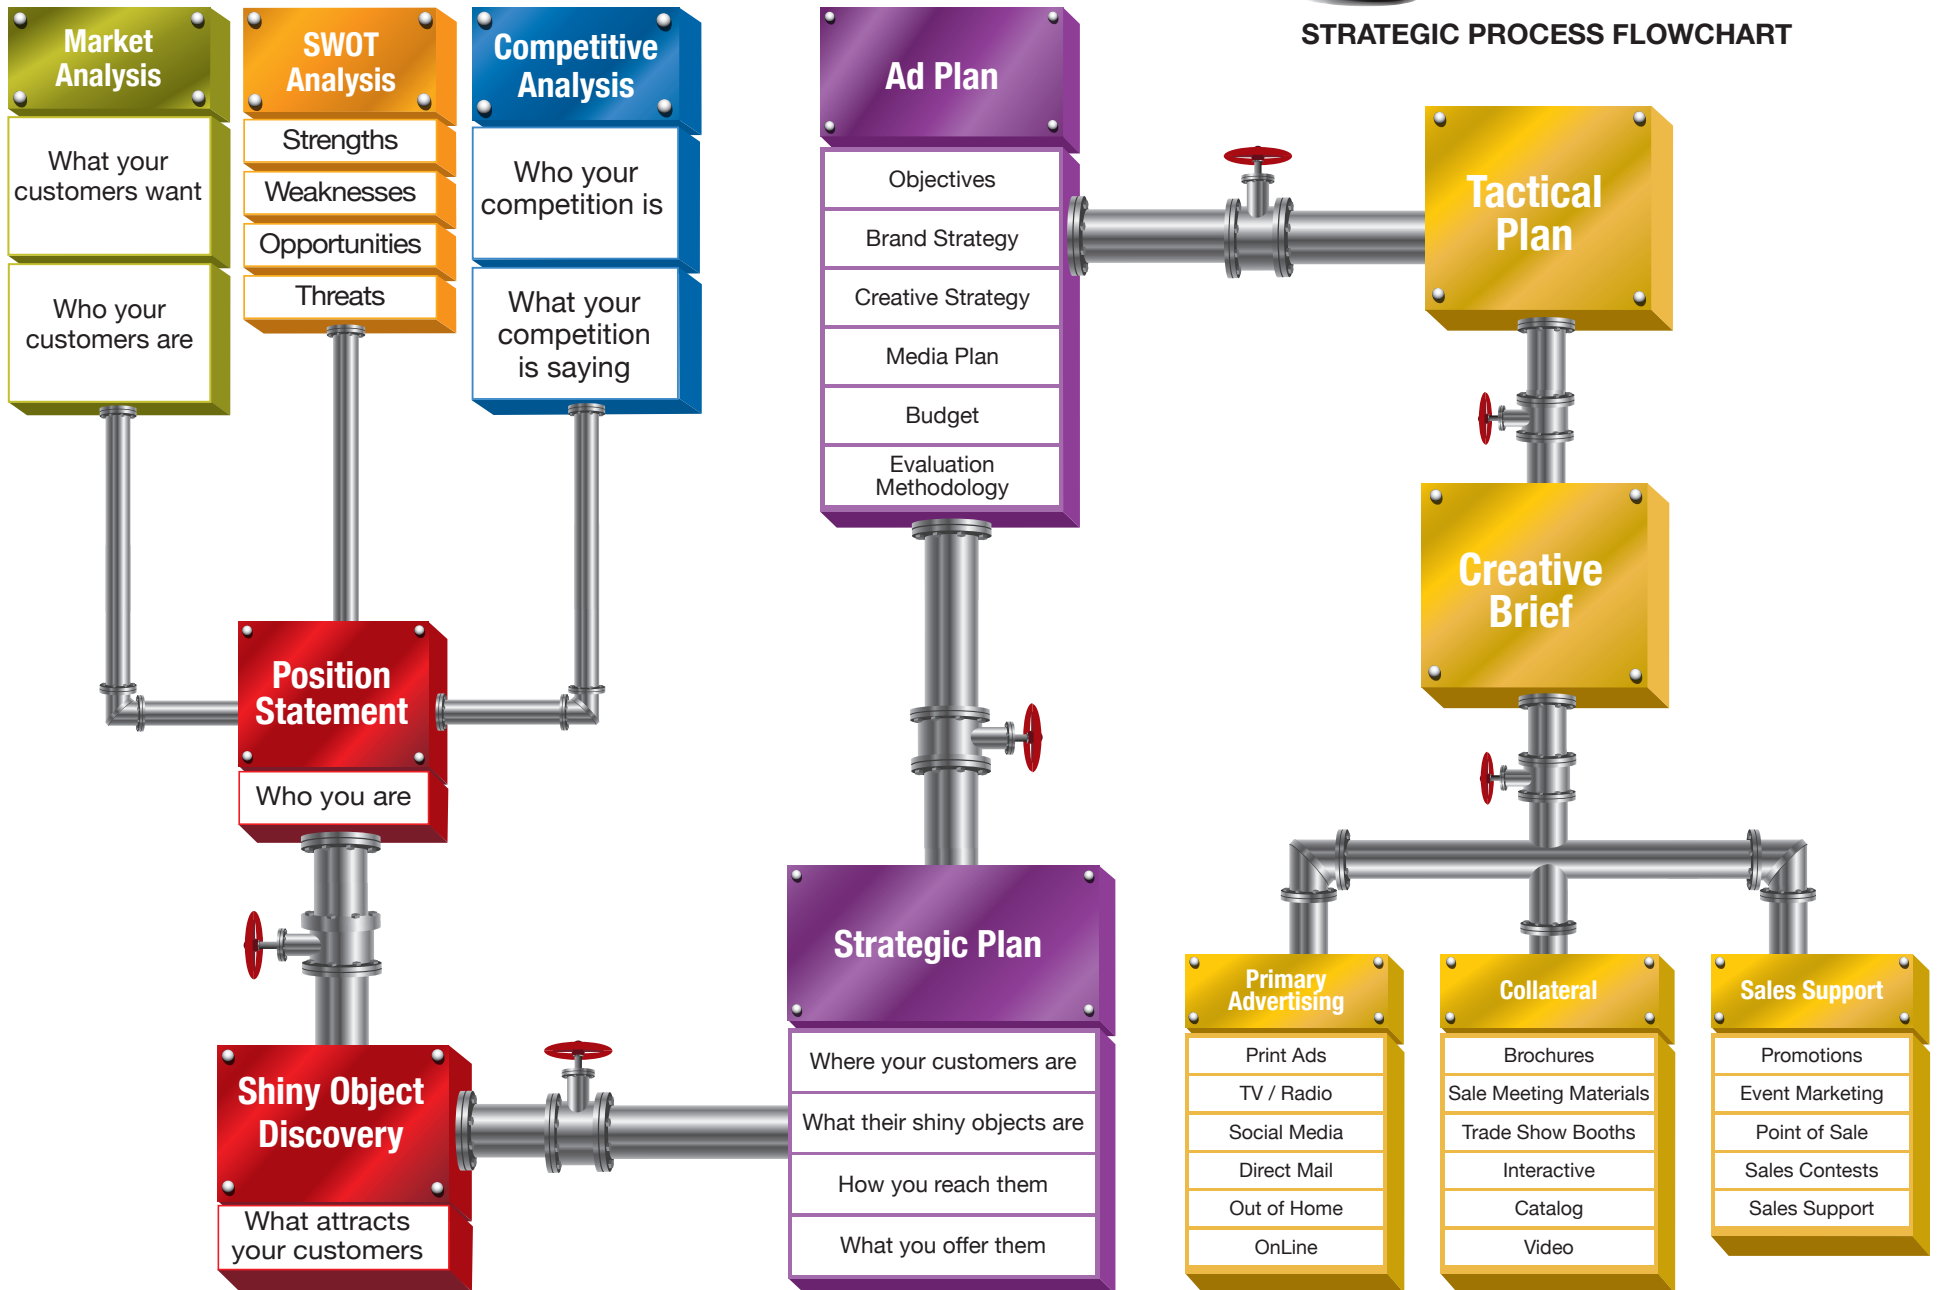 STRATEGIC PROCESS FLOWCHART
Market
Analysis
What your
customers want
Who your
customers are
SWOT
Analysis
Strengths
Weaknesses
Opportunities
Threats
Competitive
Analysis
Who your
competition is
What your
competition
is saying
Position
Statement
Who you are
Shiny Object
Discovery
What attracts
your customers
Strategic Plan
Where your customers are
What their shiny objects are
How you reach them
What you offer them
Ad Plan
Objectives
Brand Strategy
Creative Strategy
Media Plan
Budget
Evaluation
Methodology
Tactical
Plan
Creative
Brief
Primary
Advertising
Print Ads
TV / Radio
Social Media
Direct Mail
Out of Home
OnLine
Collateral
Brochures
Sale Meeting Materials
Trade Show Booths
Interactive
Catalog
Video
Sales Support
Promotions
Event Marketing
Point of Sale
Sales Contests
Sales Support